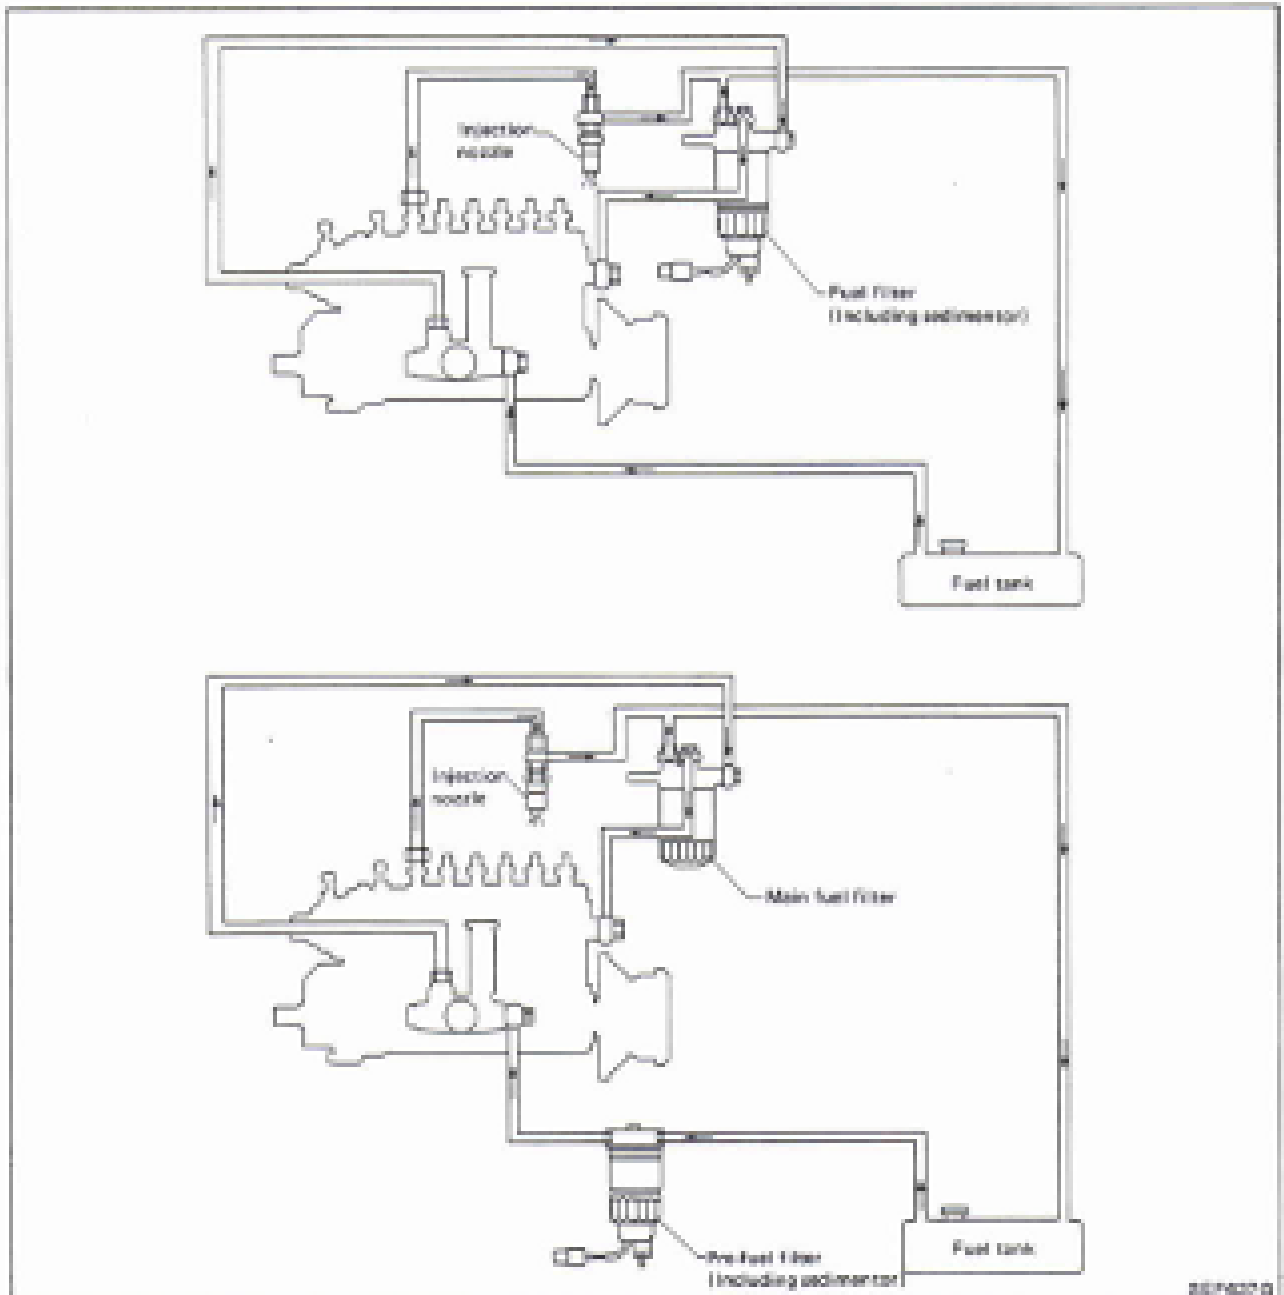 Injection
nozzle
Fuel filter
(Including sedimentor)
Fuel tank
Injection
nozzle
Main fuel filter
Pre-fuel filter
(Including sedimentor
Fuel tank